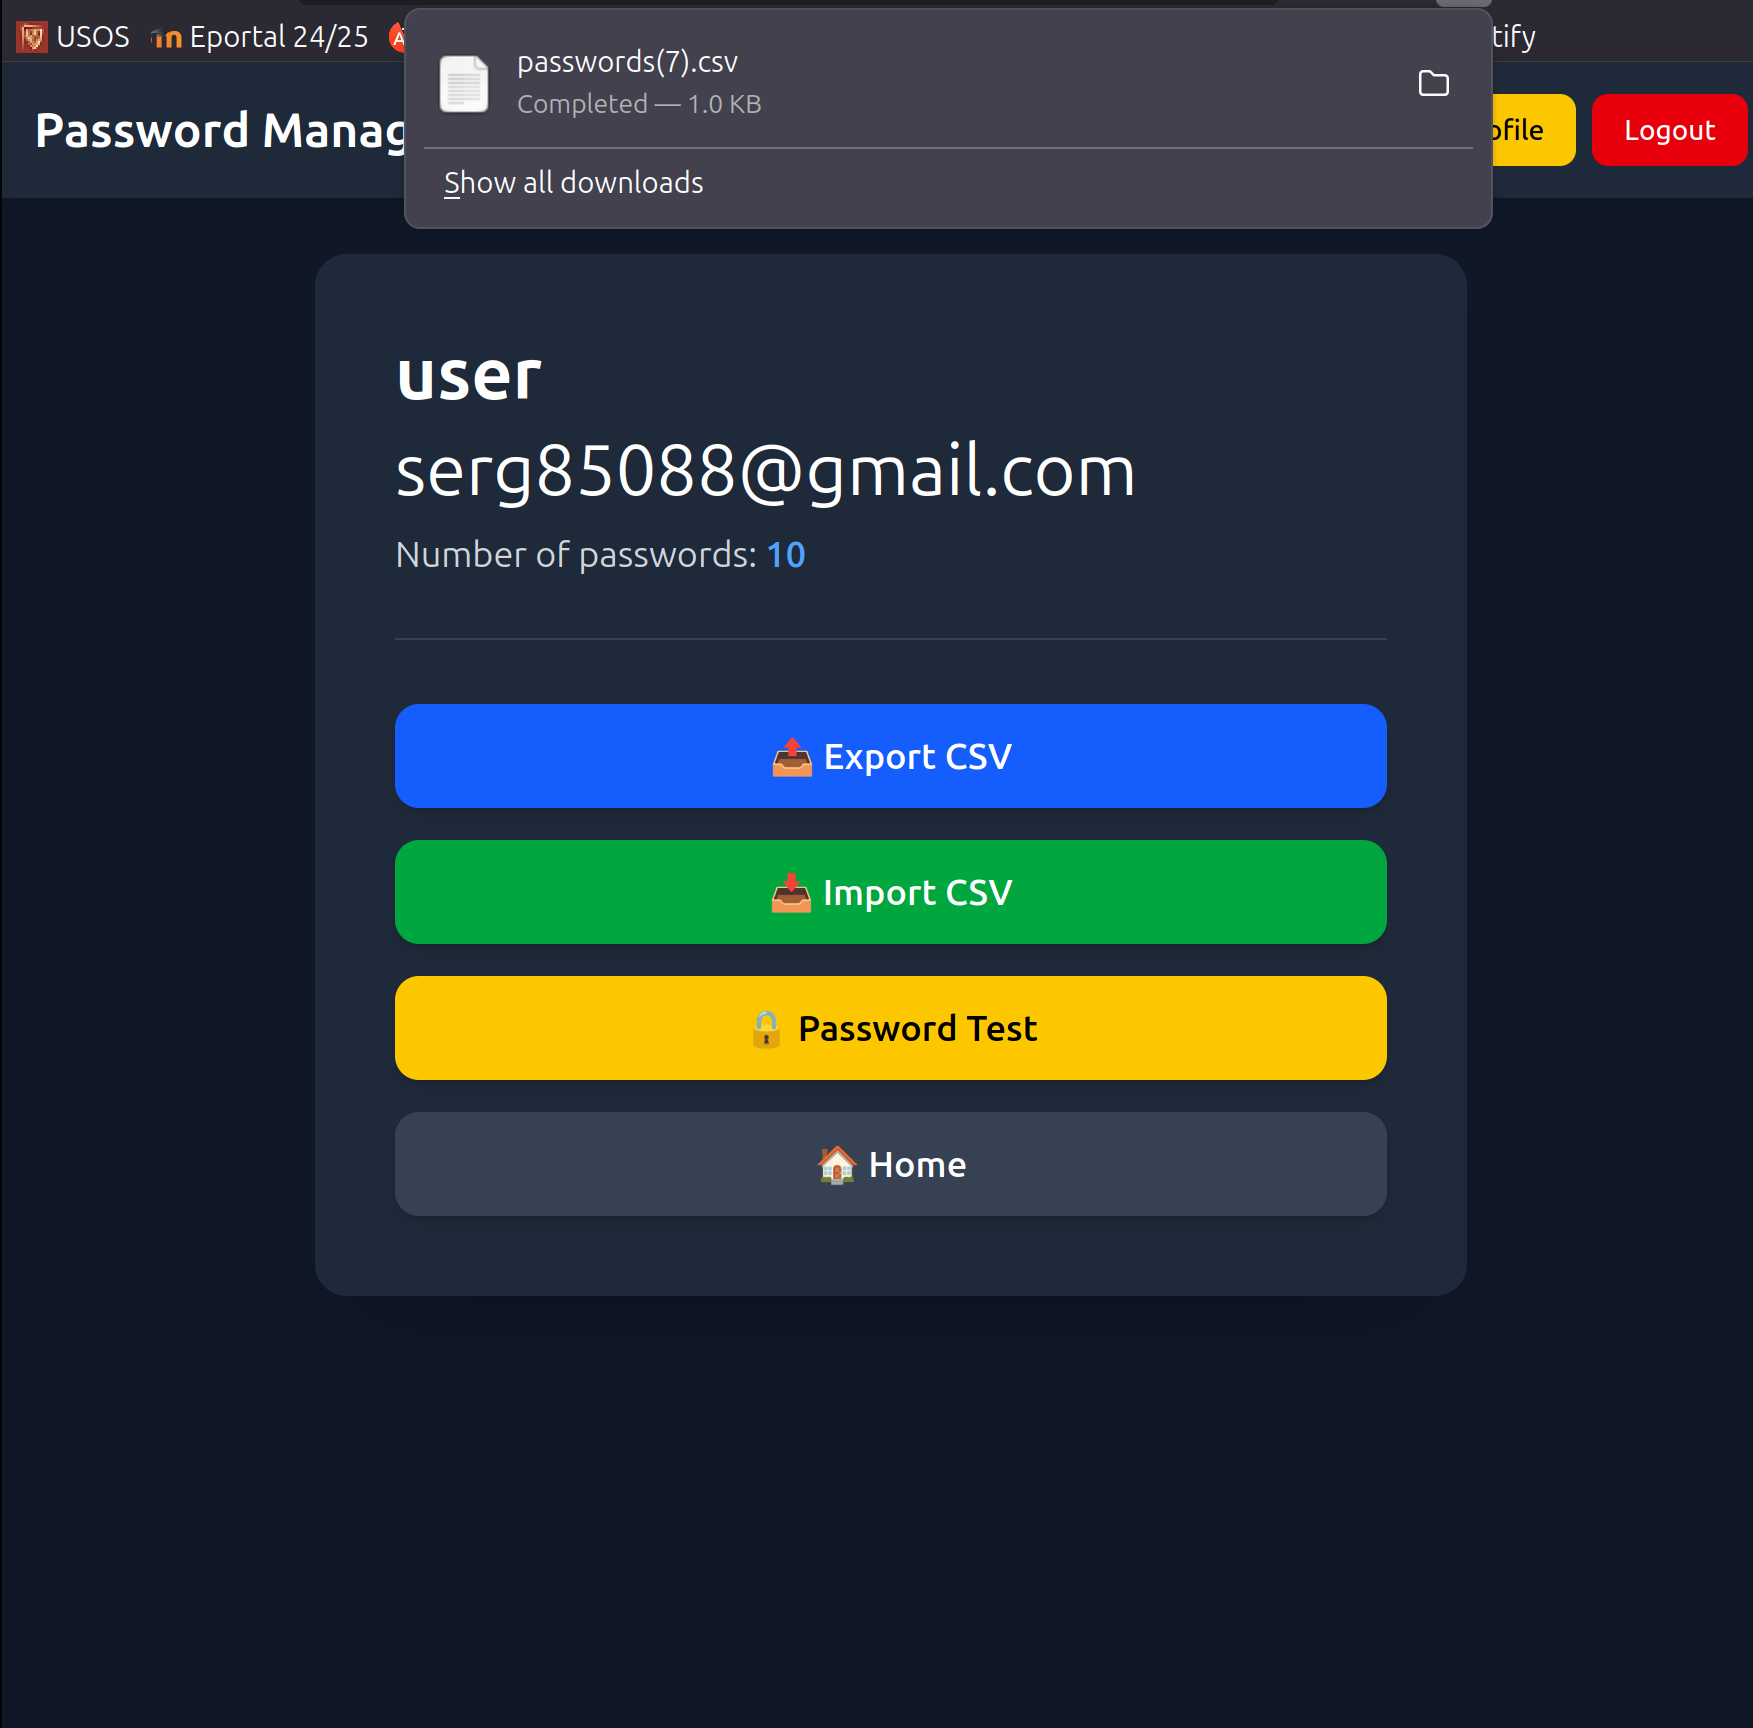 USOS Eportal 24/25 tify
passwords(7).csv
Completed — 1.0 KB
Show all downloads
Password Manag
ofile
Logout
user
serg85088@gmail.com
Number of passwords: 10
Export CSV
Import CSV
Password Test
Home